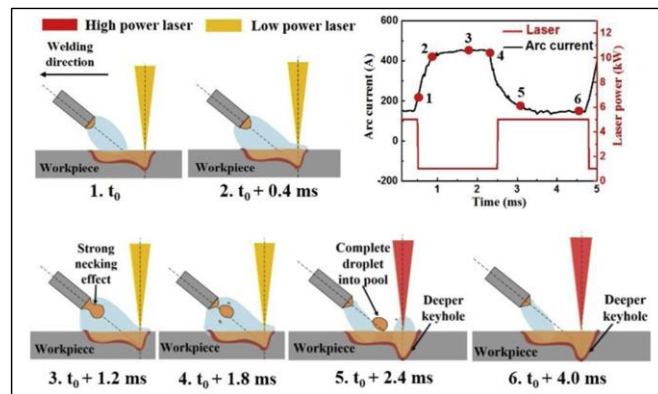 High power laser
Low power laser
Welding
direction
Workpiece
1. t0
Workpiece
2. t0 + 0.4 ms
Laser
Arc current
Arc current (A)
600
400
200
0
-200
1
2
3
4
5
6
0
1
2
3
4
5
Time (ms)
12
10
8
6
4
2
0
Laser power (kW)
Strong
necking
effect
Workpiece
3. t0 + 1.2 ms
Workpiece
4. t0 + 1.8 ms
Complete
droplet
into pool
Deeper
keyhole
Workpiece
5. t0 + 2.4 ms
Deeper
keyhole
Workpiece
6. t0 + 4.0 ms